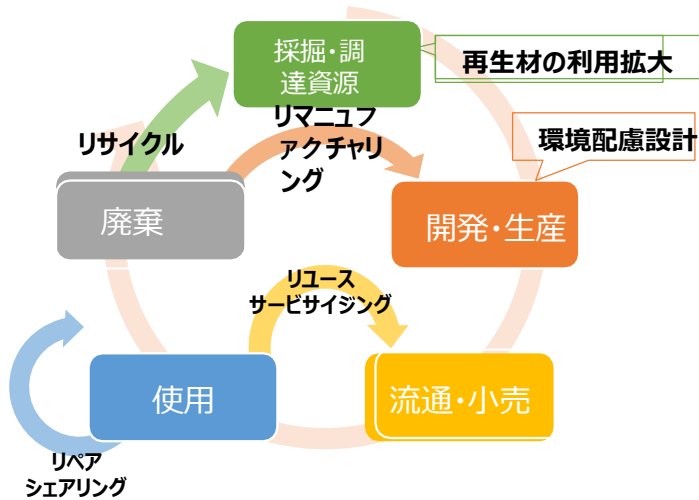 採掘・調
達資源
再生材の利用拡大
リマニュフ
ァクチャリ
ング
リサイクル
環境配慮設計
廃棄
開発・生産
リユース
サービサイジング
使用
流通・小売
リペア
シェアリング